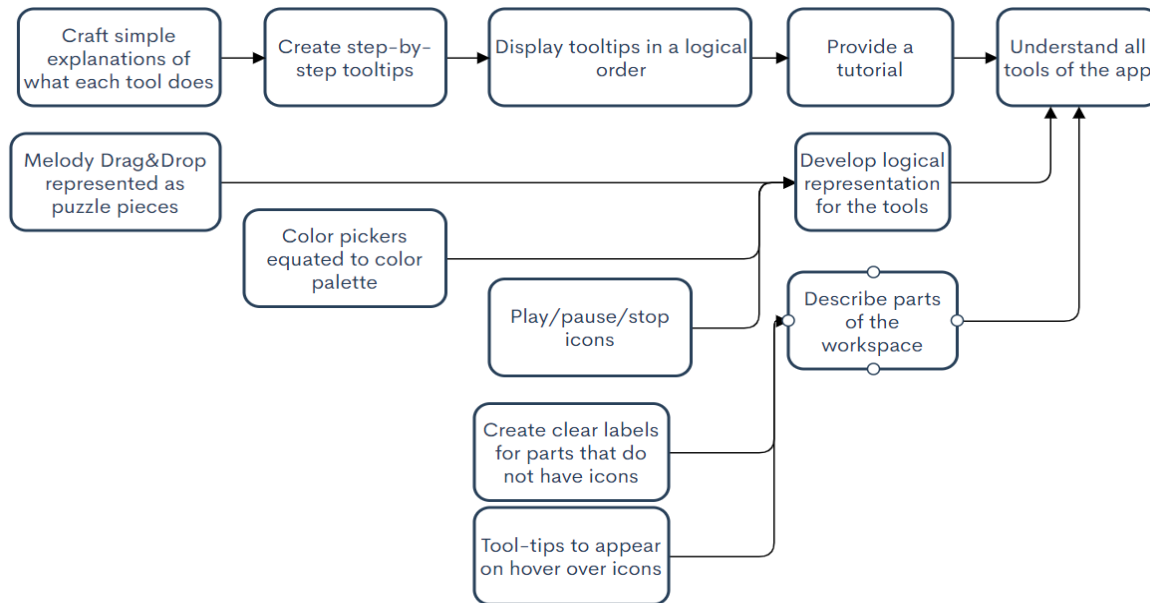 Craft simple
explanations of
what each tool does
Create step-by-
step tooltips
Display tooltips in a logical
order
Provide a
tutorial
Understand all
tools of the app
Melody Drag&Drop
represented as
puzzle pieces
Develop logical
representation
for the tools
Color pickers
equated to color
palette
Play/pause/stop
icons
Describe parts
of the
workspace
Create clear labels
for parts that do
not have icons
Tool-tips to appear
on hover over icons